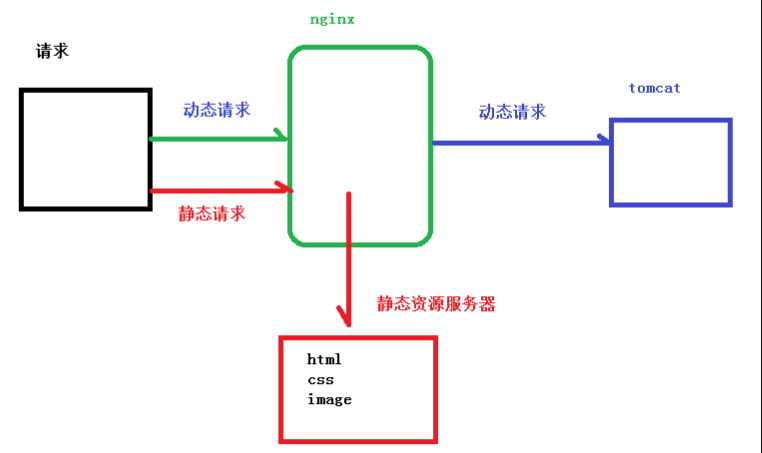 nginx
请求
tomcat
动态请求
动态请求
静态请求
静态资源服务器
html
css
image